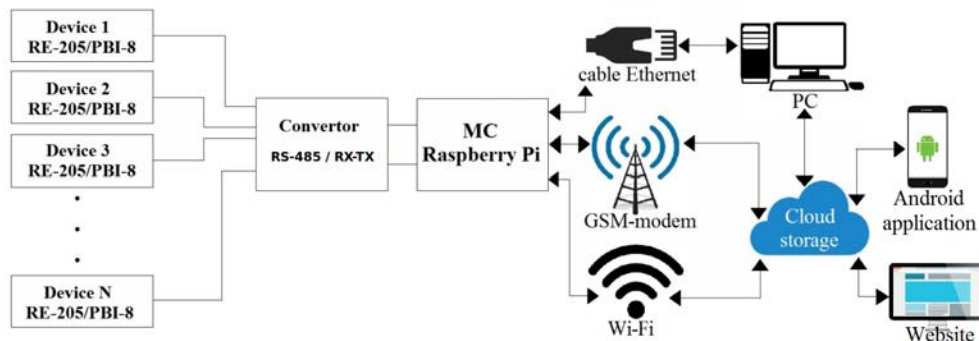 Device 1
RE-205/PBI-8
Device 2
RE-205/PBI-8
Device 3
RE-205/PBI-8
Device N
RE-205/PBI-8
Convertor
RS-485 / RX-TX
MC
Raspberry Pi
cable Ethernet
GSM-modem
Wi-Fi
PC
Cloud
storage
Android
application
Website